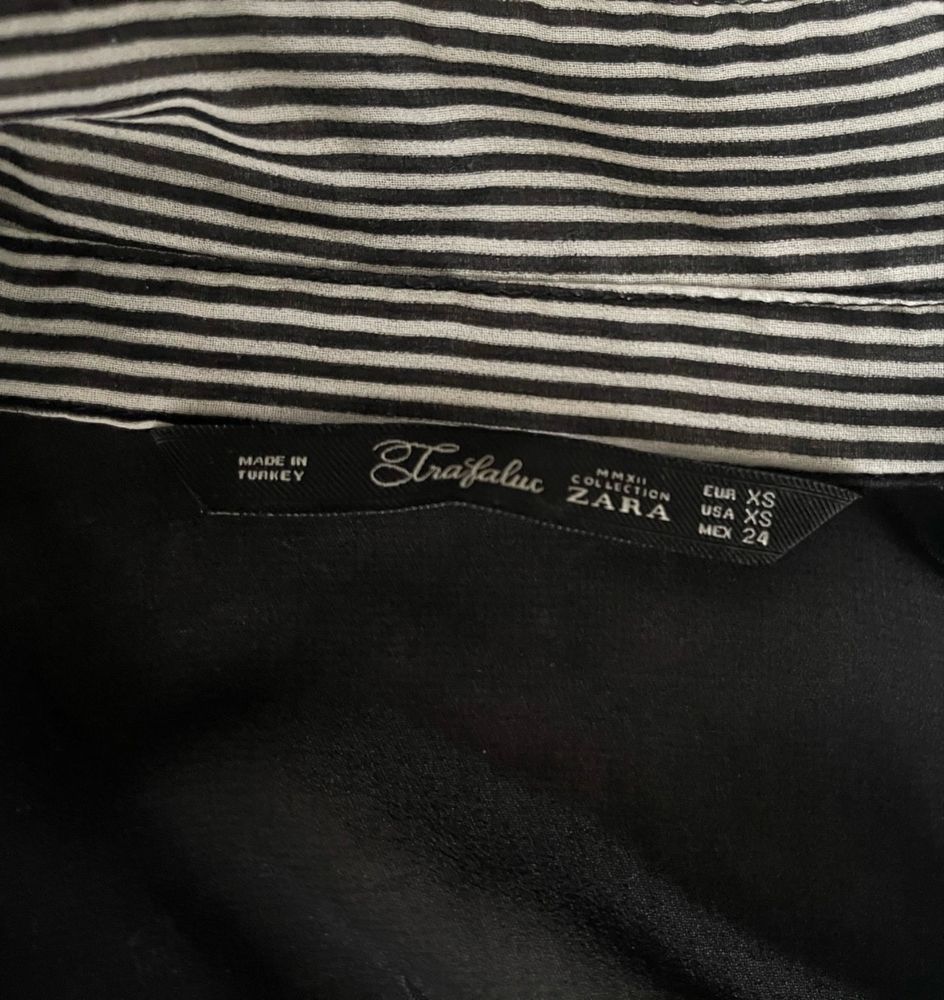 MADE IN
TURKEY
Trafaluc
MMXII
COLLECTION
ZARA
EUR XS
USA XS
MEX 24